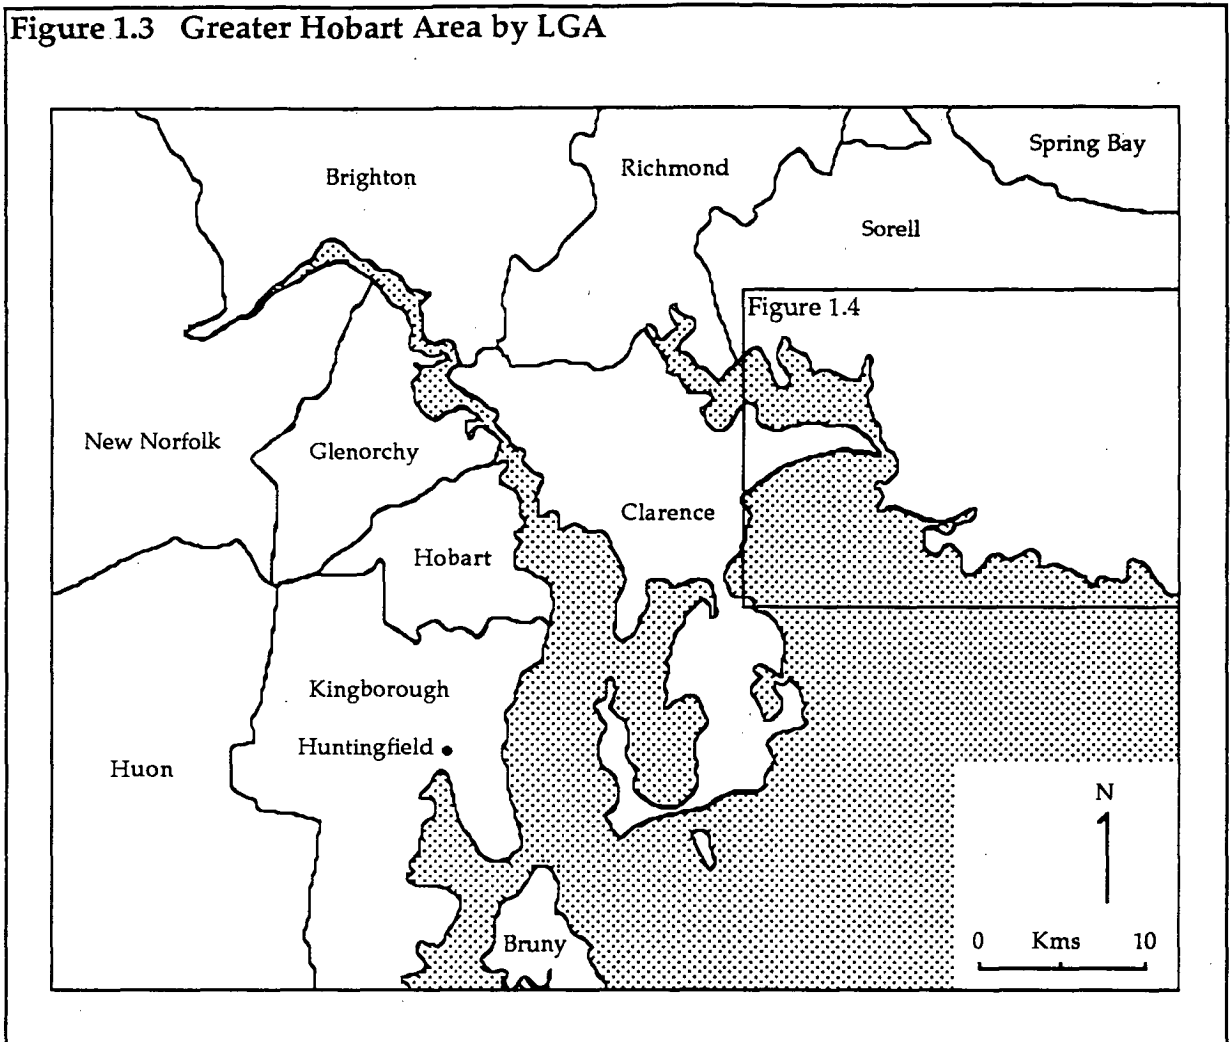 Figure 1.3 Greater Hobart Area by LGA
Spring Bay
Richmond
Brighton
Sorell
Figure 1.4
New Norfolk
Glenorchy
Clarence
Hobart
Kingborough
Huntingfield
Huon
N
Bruny
0 Kms 10